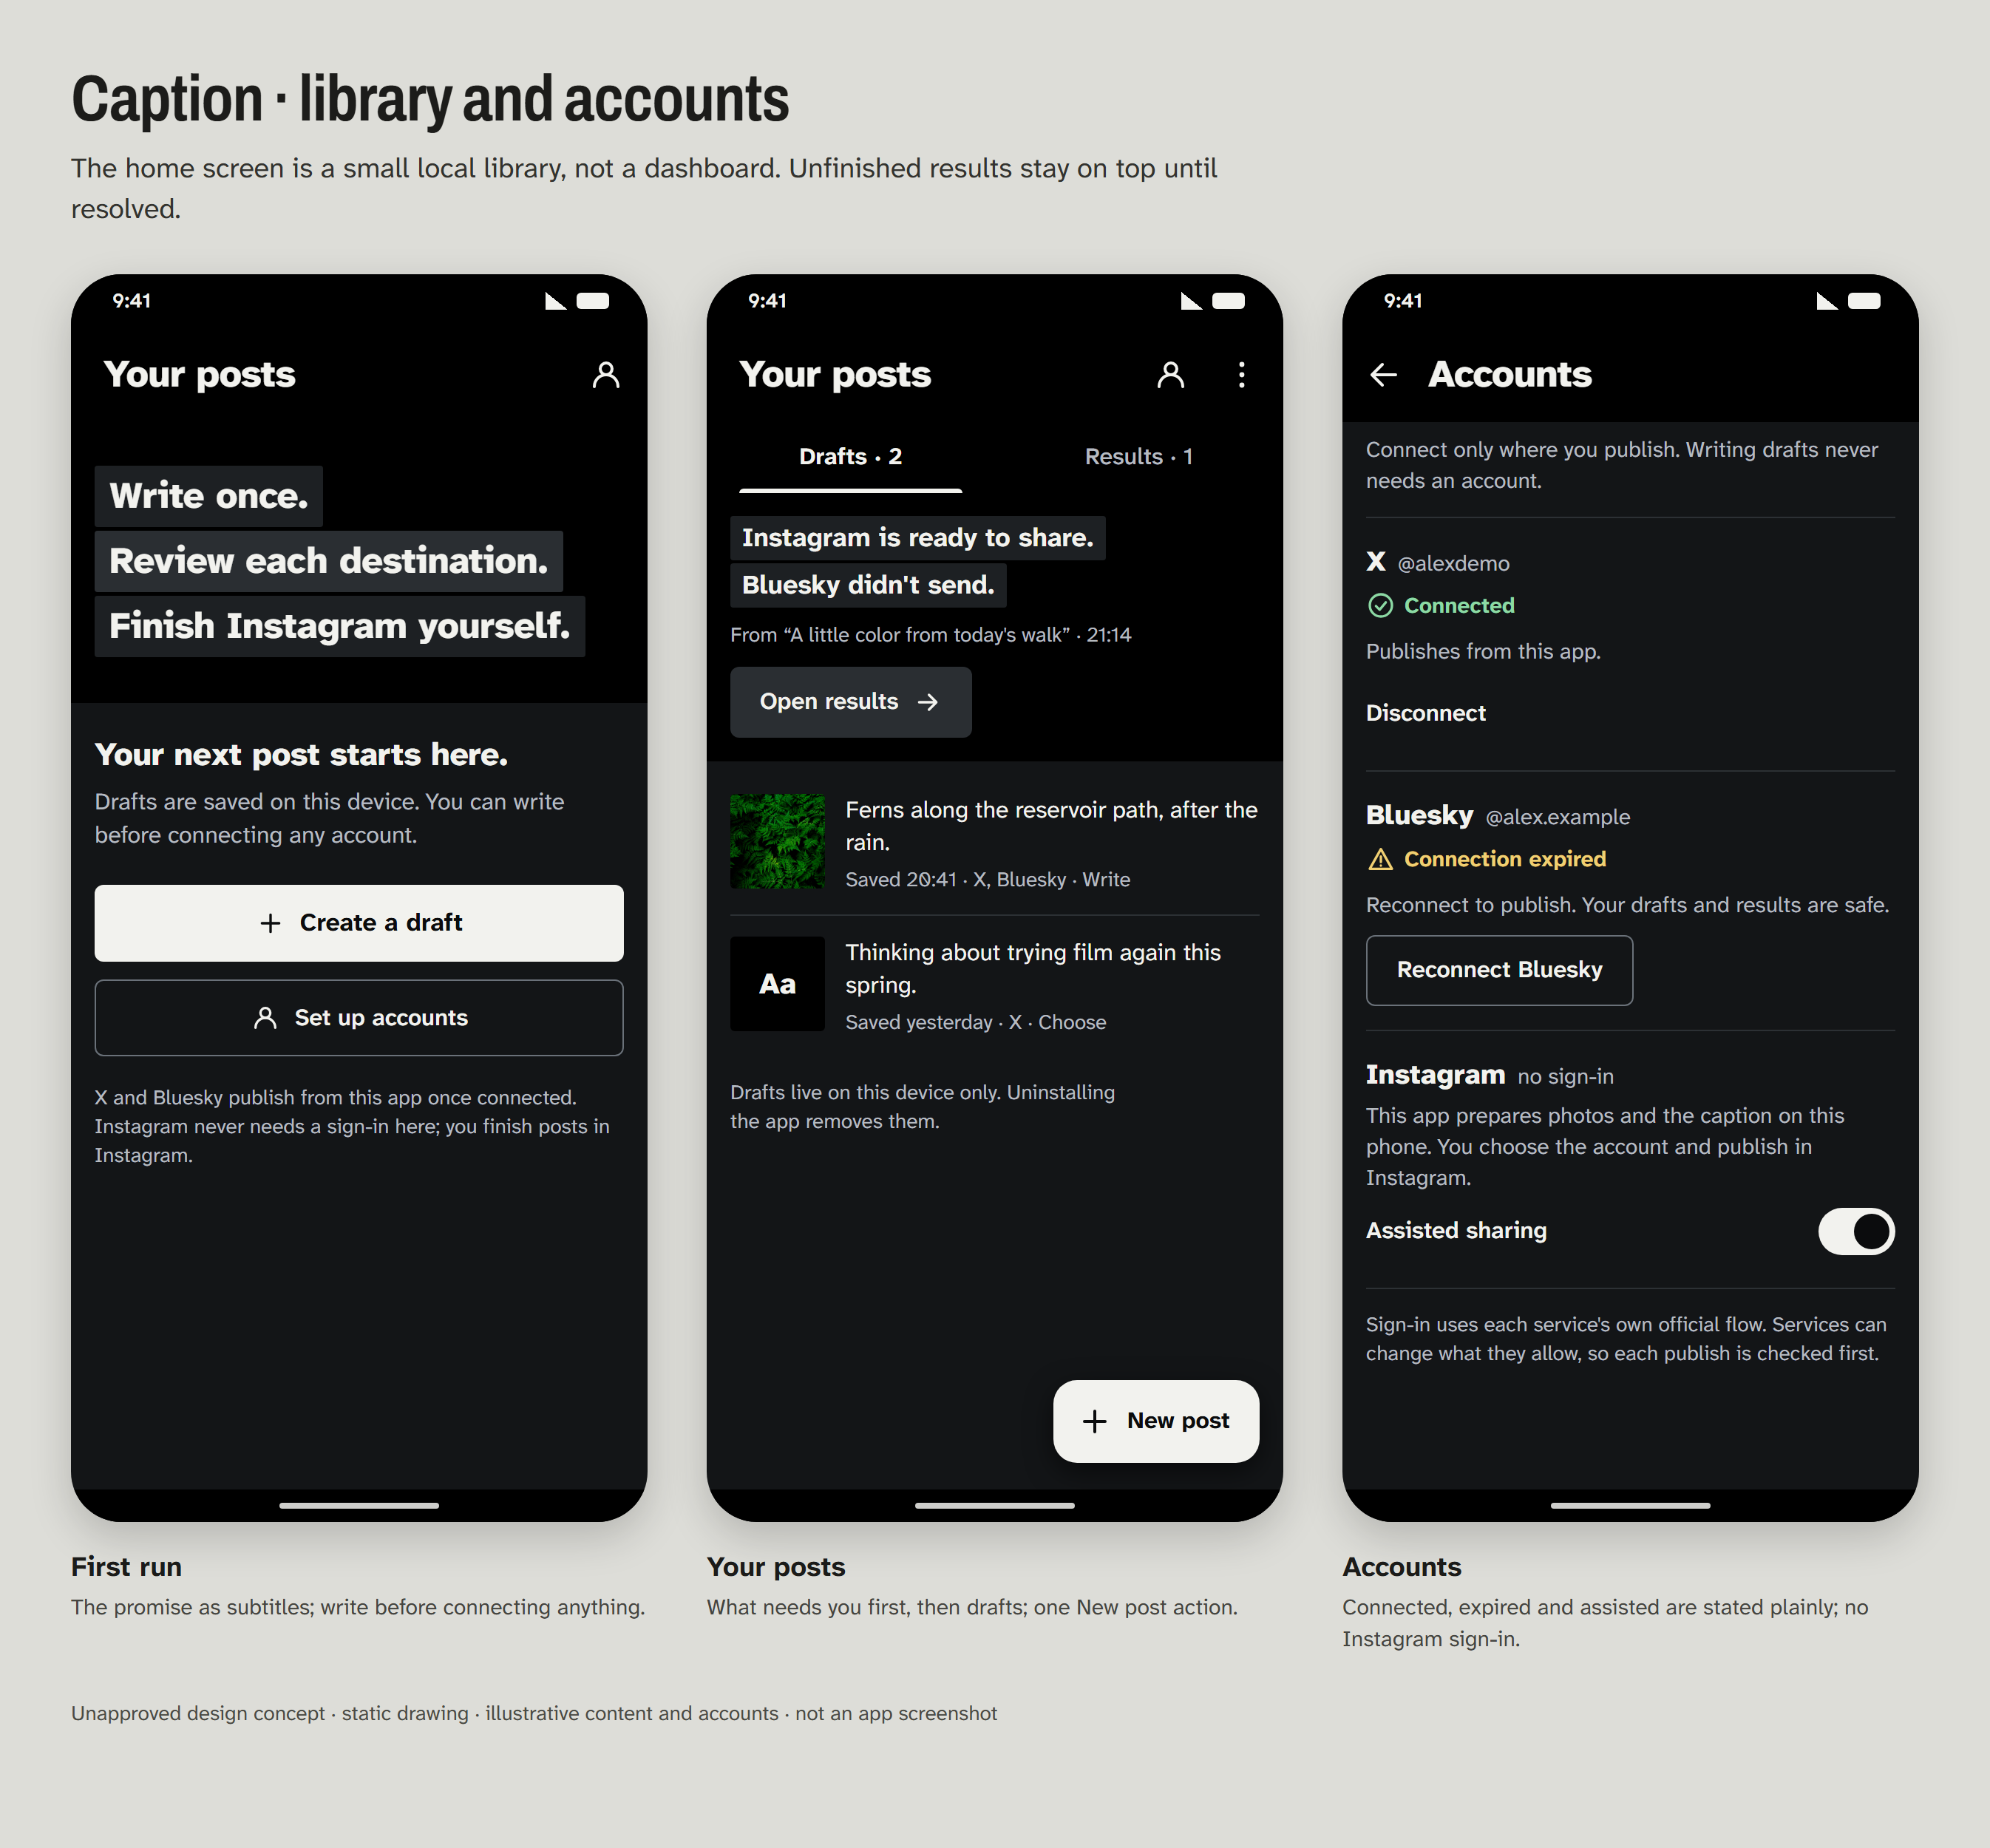 Caption · library and accounts
The home screen is a small local library, not a dashboard. Unfinished results stay on top until
resolved.
9:41
Your posts
Write once.
Review each destination.
Finish Instagram yourself.
Your next post starts here.
Drafts are saved on this device. You can write
before connecting any account.
Create a draft
Set up accounts
X and Bluesky publish from this app once connected.
Instagram never needs a sign-in here; you finish posts in
Instagram.
First run
The promise as subtitles; write before connecting anything.
9:41
Your posts
Drafts · 2
Results · 1
Instagram is ready to share.
Bluesky didn't send.
From “A little color from today's walk” · 21:14
Open results
Ferns along the reservoir path, after the
rain.
Saved 20:41 · X, Bluesky · Write
Aa
Thinking about trying film again this
spring.
Saved yesterday · X · Choose
Drafts live on this device only. Uninstalling
the app removes them.
New post
Your posts
What needs you first, then drafts; one New post action.
9:41
Accounts
Connect only where you publish. Writing drafts never
needs an account.
X @alexdemo
Connected
Publishes from this app.
Disconnect
Bluesky @alex.example
Connection expired
Reconnect to publish. Your drafts and results are safe.
Reconnect Bluesky
Instagram no sign-in
This app prepares photos and the caption on this
phone. You choose the account and publish in
Instagram.
Assisted sharing
Sign-in uses each service's own official flow. Services can
change what they allow, so each publish is checked first.
Accounts
Connected, expired and assisted are stated plainly; no
Instagram sign-in.
Unapproved design concept · static drawing · illustrative content and accounts · not an app screenshot